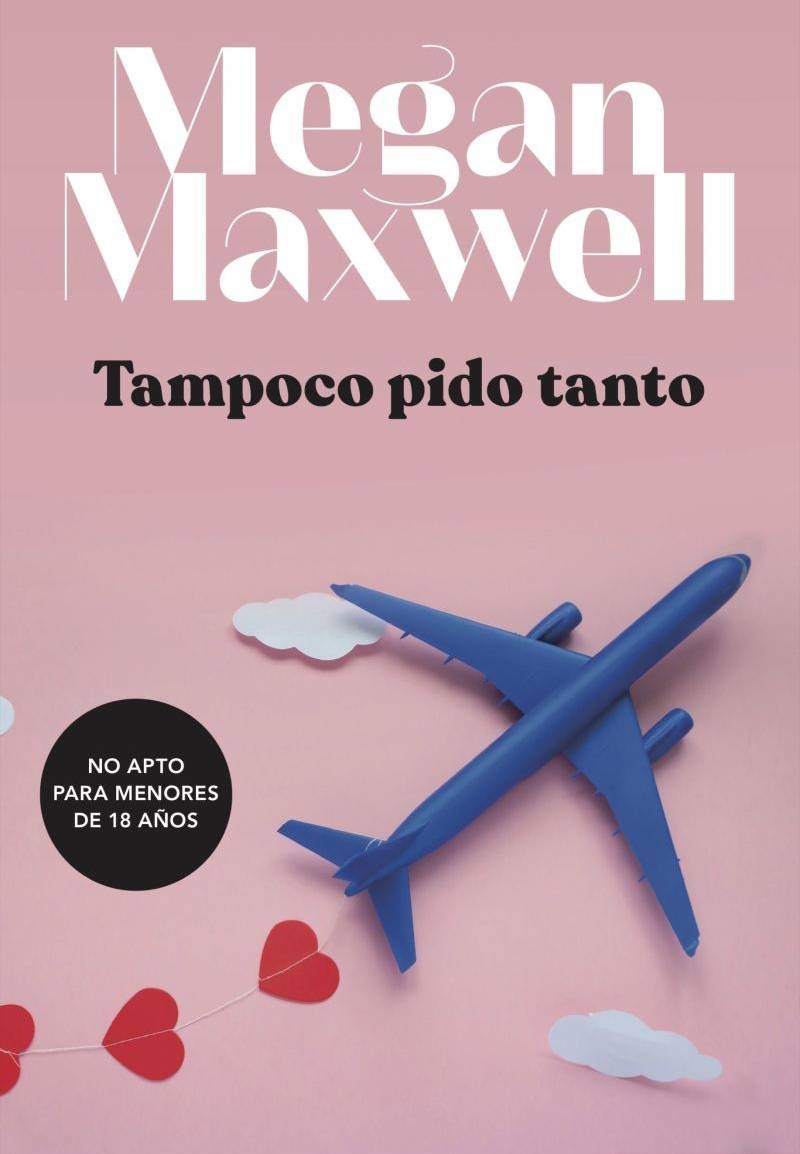 Megan
Maxwell
Tampoco pido tanto
NO APTO
PARA MENORES
DE 18 AÑOS